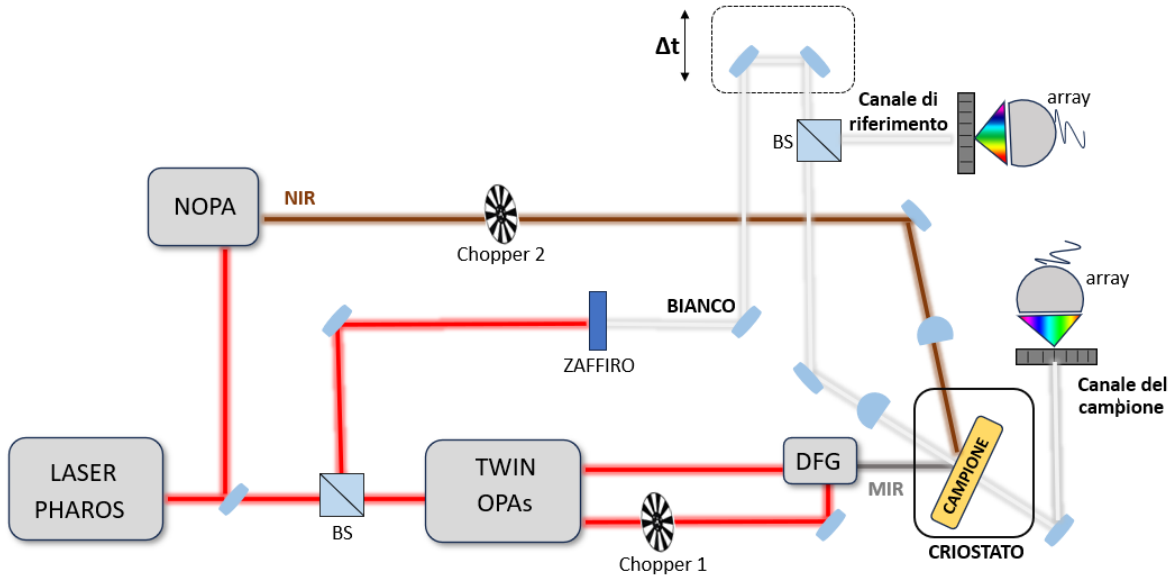 Δt
Canale di
riferimento
array
BS
NOPA
NIR
Chopper 2
array
BIANCO
ZAFFIRO
Canale del
campione
LASER
PHAROS
BS
TWIN
OPAs
DFG
MIR
CAMPIONE
Chopper 1
CRIOSTATO